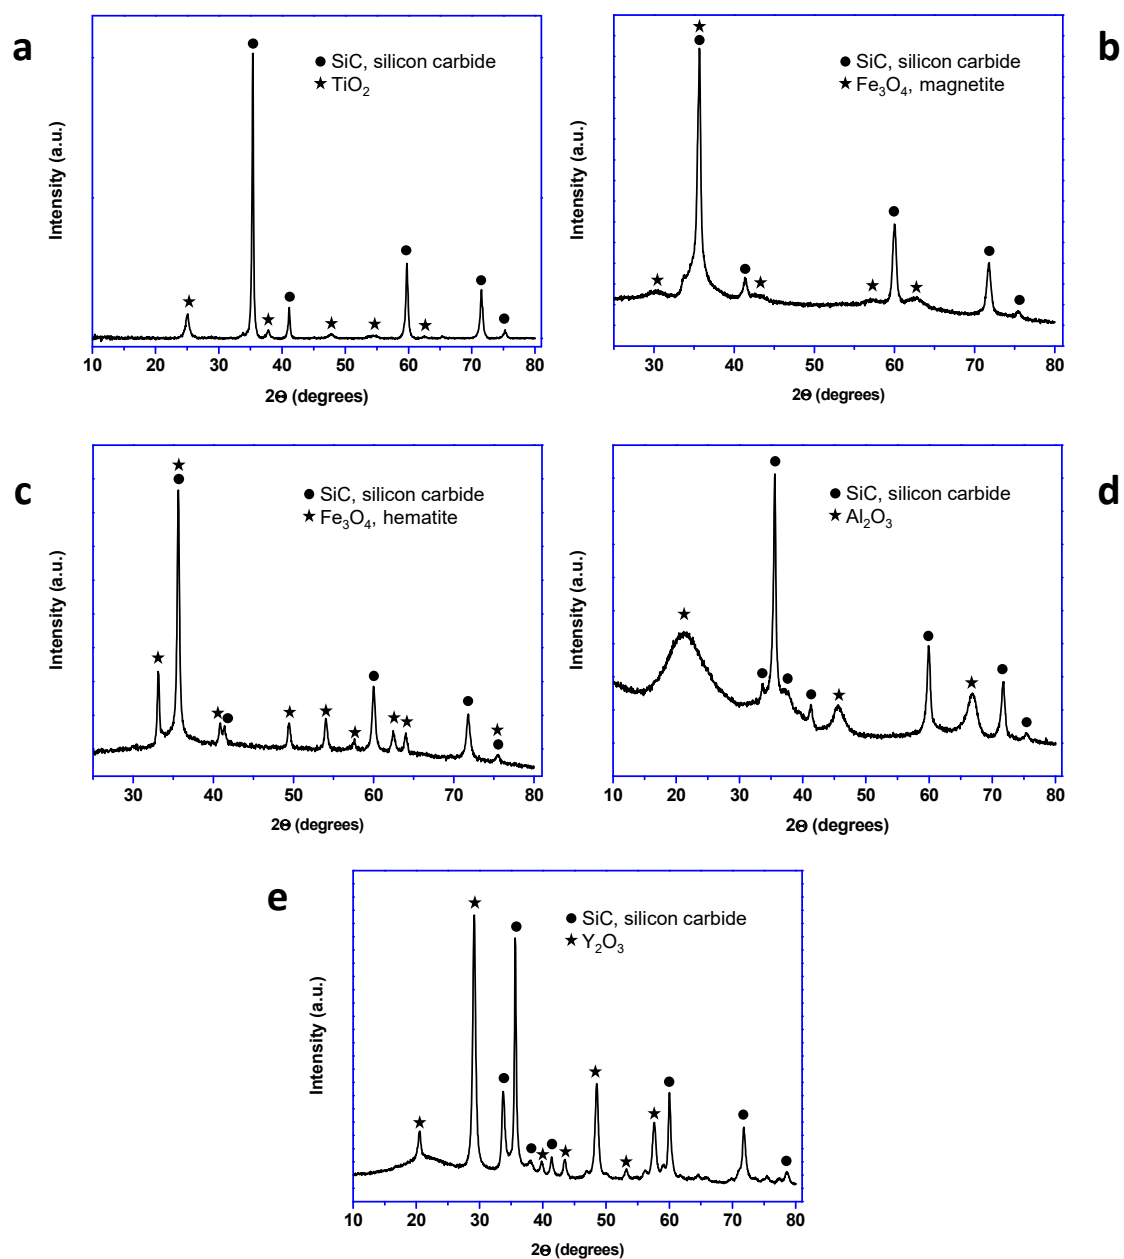 a
● SiC, silicon carbide
★ TiO₂
Intensity (a.u.)
10 20 30 40 50 60 70 80
2Θ (degrees)
b
● SiC, silicon carbide
★ Fe₃O₄, magnetite
Intensity (a.u.)
30 40 50 60 70 80
2Θ (degrees)
c
● SiC, silicon carbide
★ Fe₃O₄, hematite
Intensity (a.u.)
30 40 50 60 70 80
2Θ (degrees)
d
● SiC, silicon carbide
★ Al₂O₃
Intensity (a.u.)
10 20 30 40 50 60 70 80
2Θ (degrees)
e
● SiC, silicon carbide
★ Y₂O₃
Intensity (a.u.)
10 20 30 40 50 60 70 80
2Θ (degrees)